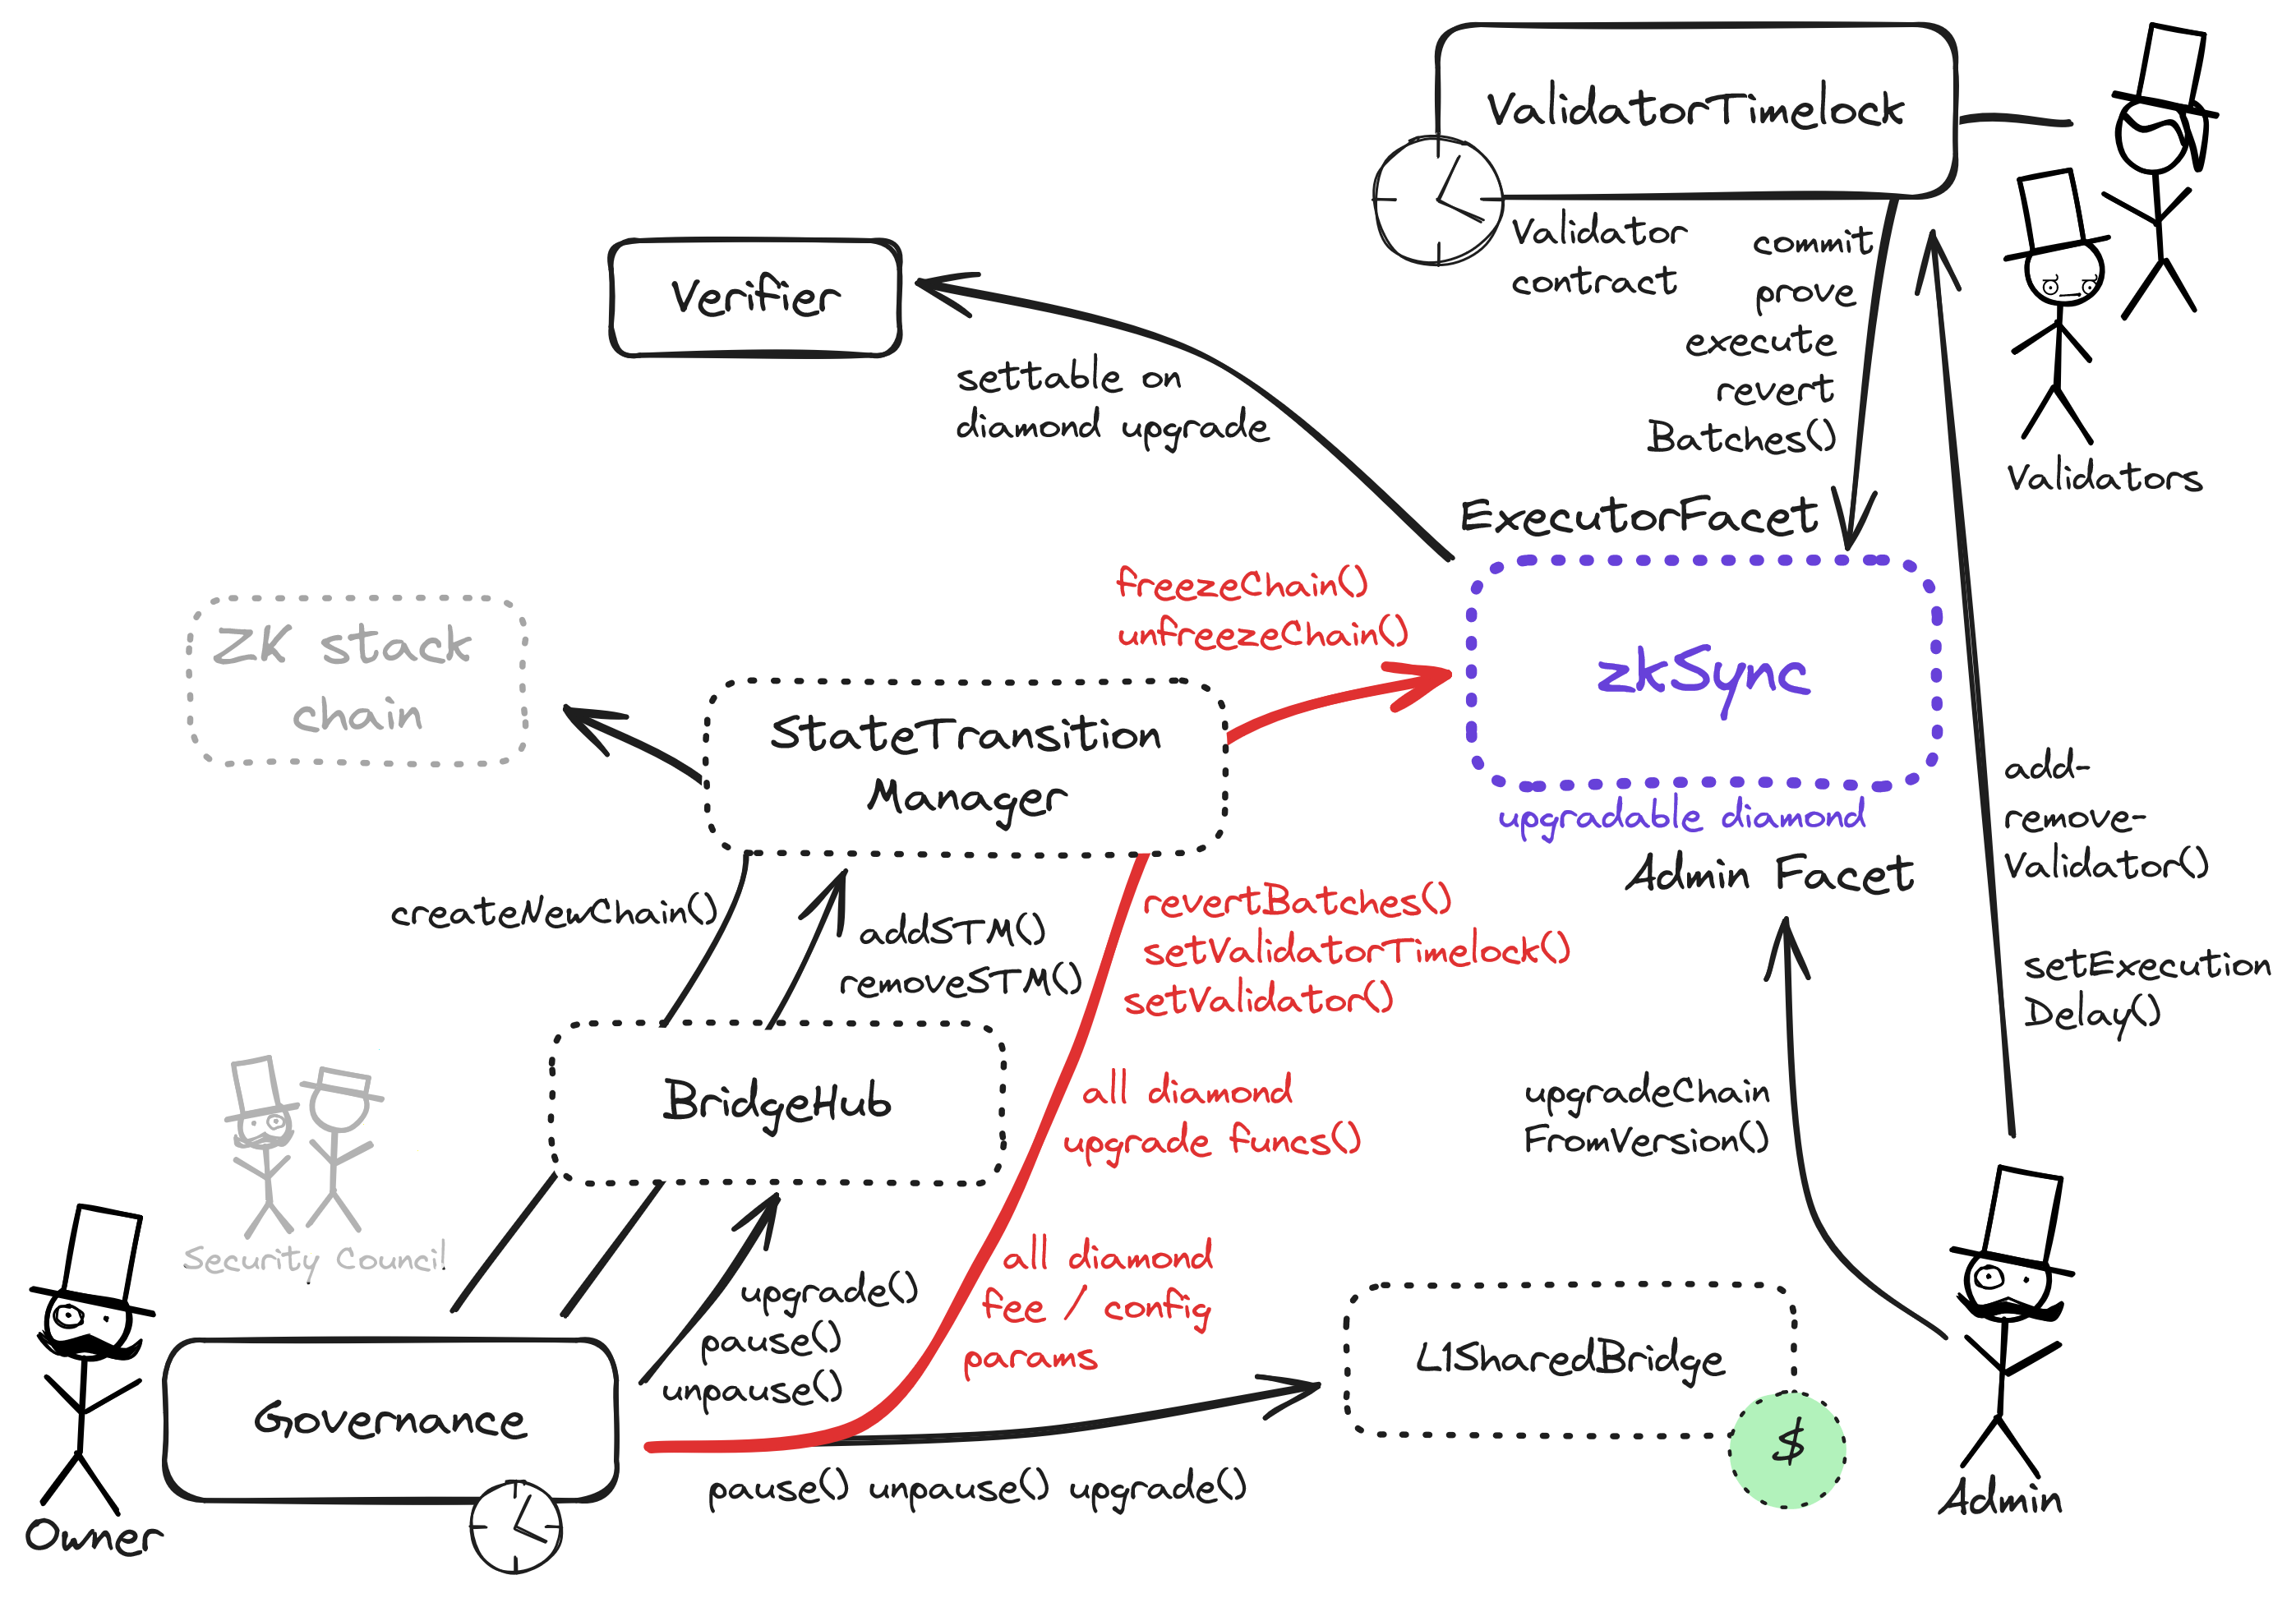 ValidatorTimelock
Validator
contract
commit
prove
execute
revert
Batches()
Validators
Verifier
settable on
diamond upgrade
ExecutorFacet
zkSync
upgradable diamond
Admin Facet
freezeChain()
unfreezeChain()
ZK stack
chain
StateTransition
Manager
createNewChain()
addSTM()
removeSTM()
revertBatches()
setValidatorTimelock()
setValidator()
all diamond
upgrade funcs()
all diamond
fee / config
params
add-
remove-
Validator()
setExecution
Delay()
upgradeChain
FromVersion()
BridgeHub
Security Council
upgrade()
pause()
unpause()
Governance
Owner
L1SharedBridge
$
pause() unpause() upgrade()
Admin